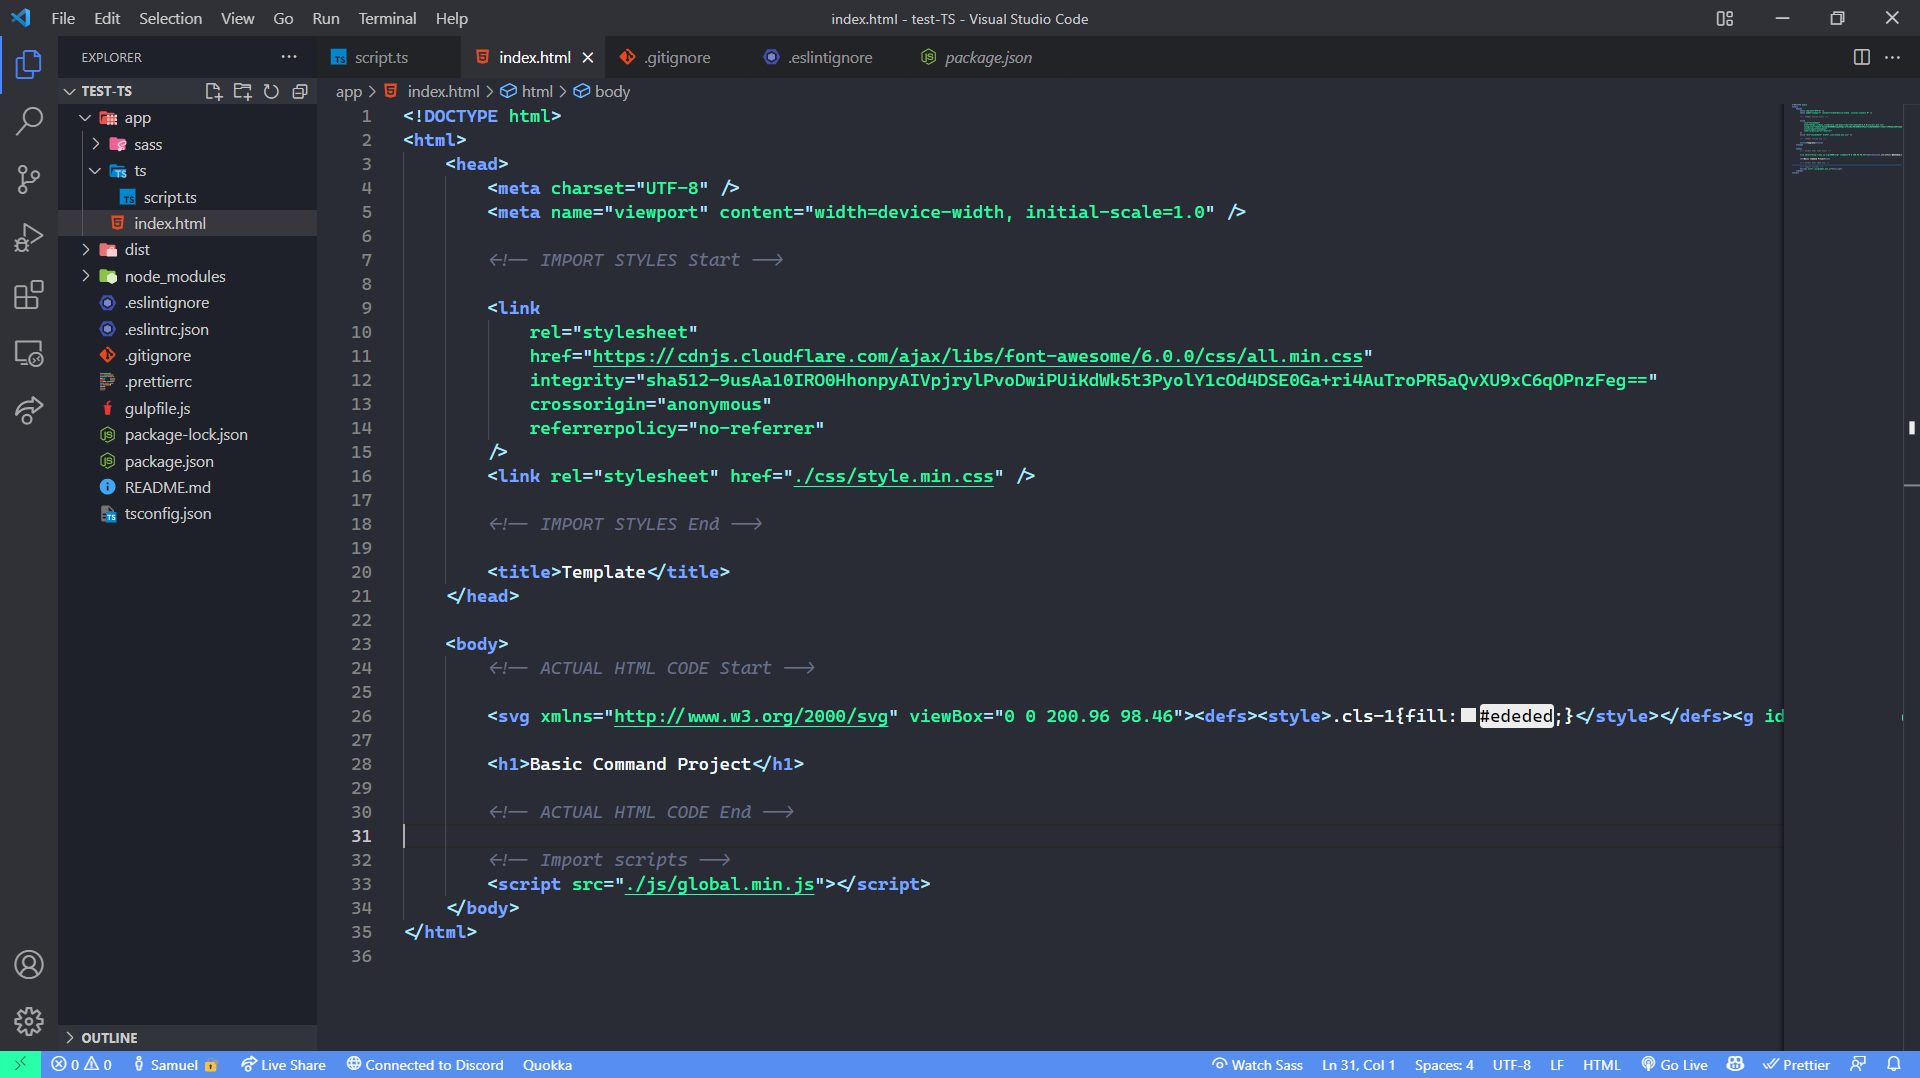 File Edit Selection View Go Run Terminal Help
index.html - test-TS - Visual Studio Code
EXPLORER
script.ts
index.html
.gitignore
.eslintignore
package.json
TEST-TS
app
sass
ts
script.ts
index.html
dist
node_modules
.eslintignore
.eslintrc.json
.gitignore
.prettierrc
gulpfile.js
package-lock.json
package.json
README.md
tsconfig.json
OUTLINE
app > index.html > html > body
1 <!DOCTYPE html>
2 <html>
3 <head>
4 <meta charset="UTF-8" />
5 <meta name="viewport" content="width=device-width, initial-scale=1.0" />
6
7 <!-- IMPORT STYLES Start -->
8
9 <link
10 rel="stylesheet"
11 href="https://cdnjs.cloudflare.com/ajax/libs/font-awesome/6.0.0/css/all.min.css"
12 integrity="sha512-9usAa10IRO0HhonpyAIVpjrylPvoDwiPUiKdWk5t3PyolY1cOd4DSE0Ga+ri4AuTroPR5aQvXU9xC6qOPnzFeg=="
13 crossorigin="anonymous"
14 referrerpolicy="no-referrer"
15 />
16 <link rel="stylesheet" href="./css/style.min.css" />
17
18 <!-- IMPORT STYLES End -->
19
20 <title>Template</title>
21 </head>
22
23 <body>
24 <!-- ACTUAL HTML CODE Start -->
25
26 <svg xmlns="http://www.w3.org/2000/svg" viewBox="0 0 200.96 98.46"><defs><style>.cls-1{fill:#ededed;}</style></defs><g id
27
28 <h1>Basic Command Project</h1>
29
30 <!-- ACTUAL HTML CODE End -->
31
32 <!-- Import scripts -->
33 <script src="./js/global.min.js"></script>
34 </body>
35 </html>
36
0 0 Samuel Live Share Connected to Discord Quokka Watch Sass Ln 31, Col 1 Spaces: 4 UTF-8 LF HTML Go Live Prettier